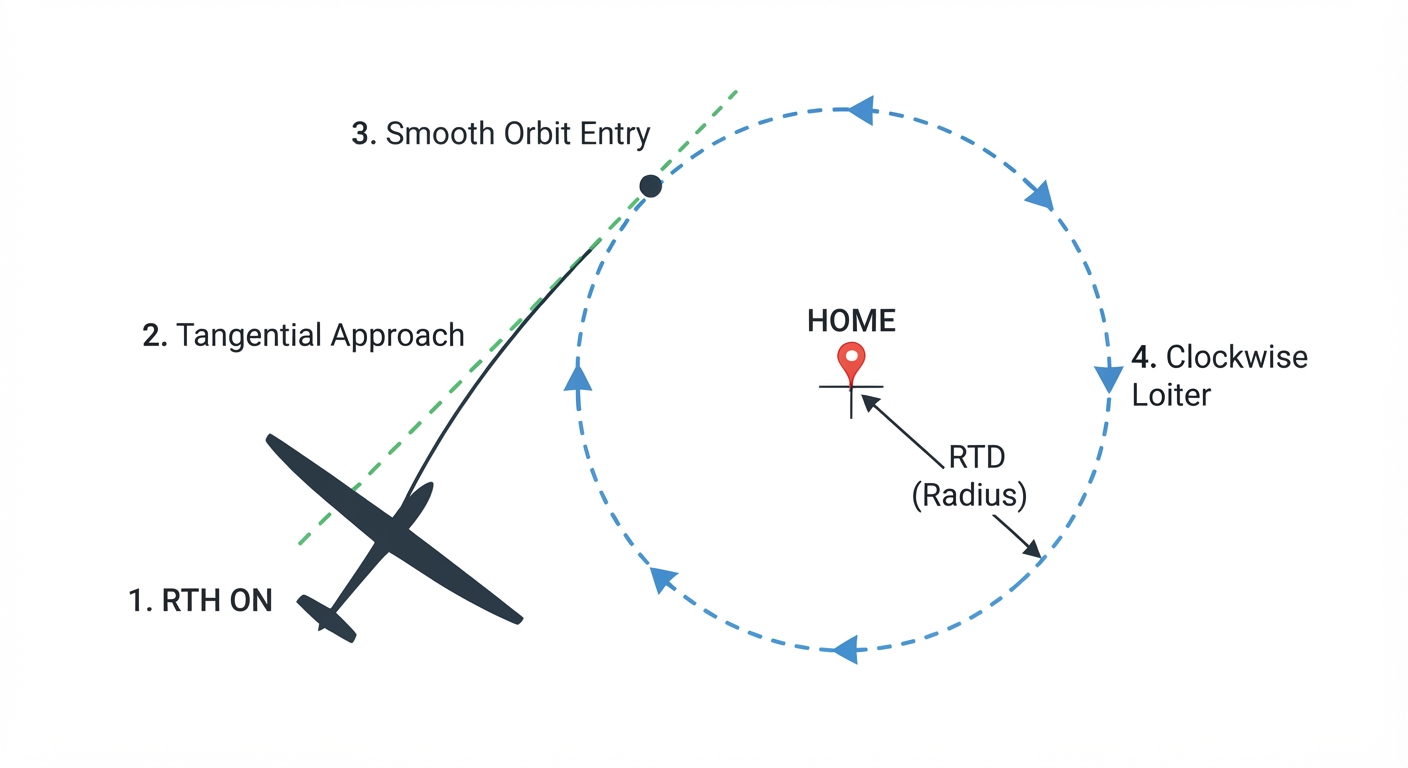 3. Smooth Orbit Entry
2. Tangential Approach
1. RTH ON
HOME
RTD
(Radius)
4. Clockwise
Loiter